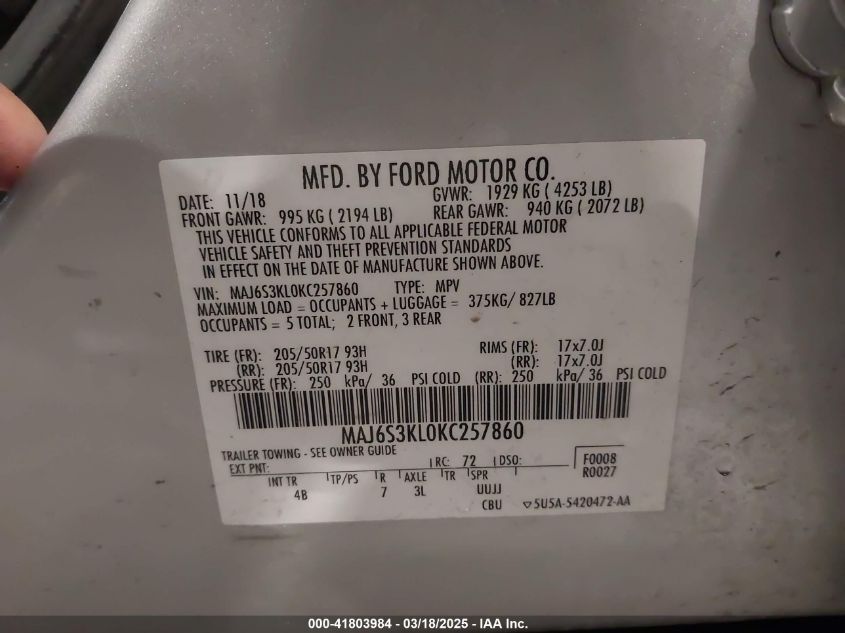 MFD. BY FORD MOTOR CO.
DATE: 11/18 GVWR: 1929 KG ( 4253 LB)
FRONT GAWR: 995 KG ( 2194 LB) REAR GAWR: 940 KG ( 2072 LB)
THIS VEHICLE CONFORMS TO ALL APPLICABLE FEDERAL MOTOR
VEHICLE SAFETY AND THEFT PREVENTION STANDARDS
IN EFFECT ON THE DATE OF MANUFACTURE SHOWN ABOVE.
VIN: MAJ6S3KL0KC257860 TYPE: MPV
MAXIMUM LOAD = OCCUPANTS + LUGGAGE = 375KG/ 827LB
OCCUPANTS = 5 TOTAL; 2 FRONT, 3 REAR
TIRE (FR): 205/50R17 93H RIMS (FR): 17x7.0J
(RR): 205/50R17 93H (RR): 17x7.0J
PRESSURE (FR): 250 kPa/ 36 PSI COLD (RR): 250 kPa/ 36 PSI COLD
MAJ6S3KL0KC257860
TRAILER TOWING - SEE OWNER GUIDE
EXT PNT: RC: 72 DSO: F0008
R0027
INT TR TP/PS R AXLE TR SPR
4B 7 3L UUJJ
CBU ▽5U5A-5420472-AA
000-41803984 - 03/18/2025 - IAA Inc.